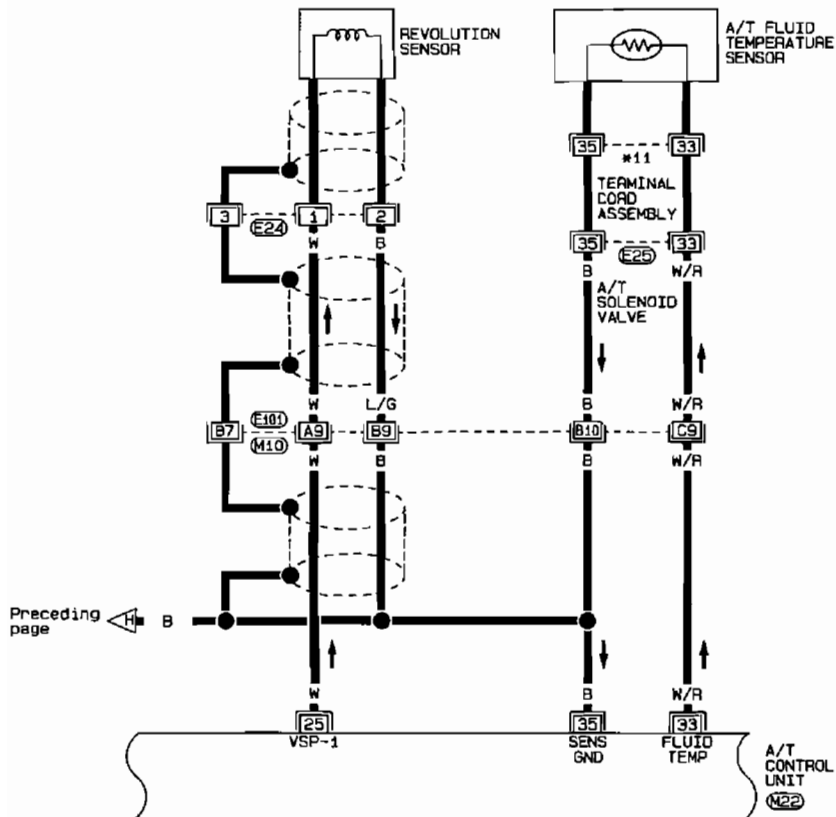 REVOLUTION
SENSOR
A/T FLUID
TEMPERATURE
SENSOR
35
*11
33
TERMINAL
CORD
ASSEMBLY
3
E24
1
2
W
B
35
E25
33
B
W/R
A/T
SOLENOID
VALVE
W
L/G
B
W/R
B7
E101
M10
A9
B9
B10
C9
W
B
B
W/R
Preceding
page
H
B
W
B
W/R
25
35
33
VSP-1
SENS
GND
FLUID
TEMP
A/T
CONTROL
UNIT
M22